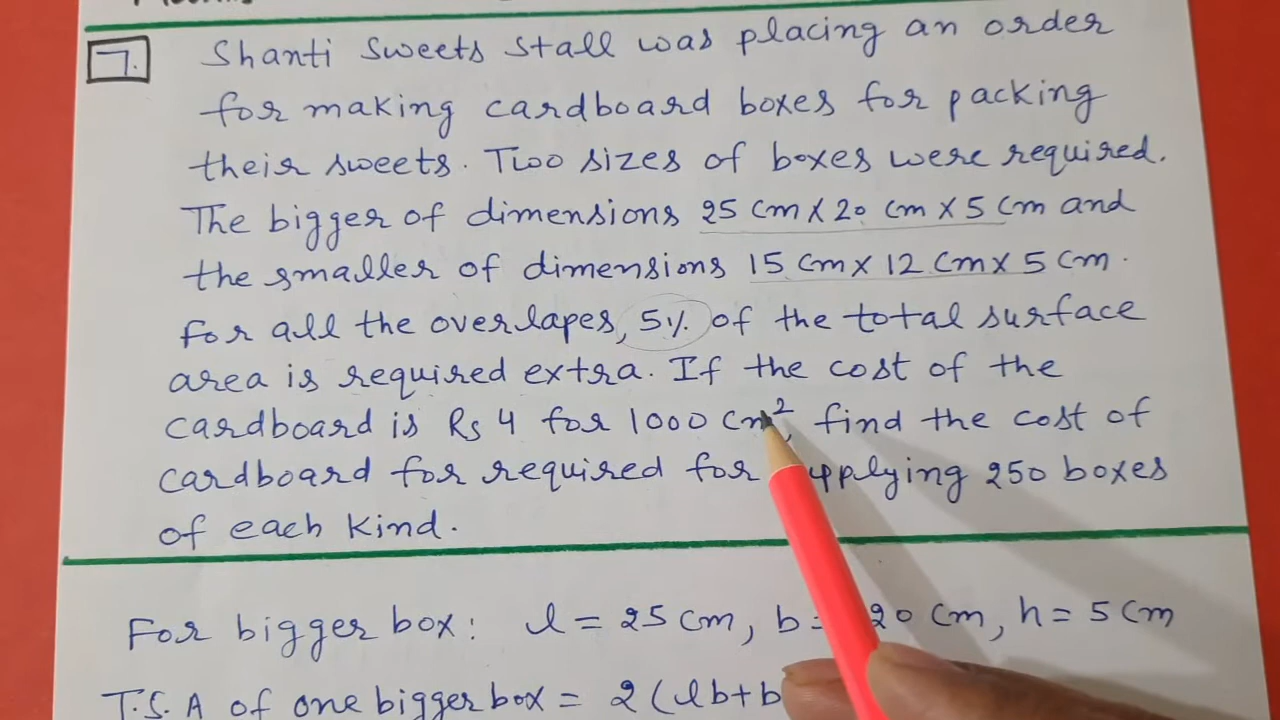 7. Shanti Sweets Stall was placing an order
for making cardboard boxes for packing
their sweets. Two sizes of boxes were required.
The bigger of dimensions 25 cm x 20 cm x 5 cm and
the smaller of dimensions 15 cm x 12 cm x 5 cm.
For all the overlapes, 5% of the total surface
area is required extra. If the cost of the
cardboard is Rs 4 for 1000 cm², find the cost of
cardboard for required for upplying 250 boxes
of each kind.
For bigger box: l = 25 cm, b = 20 cm, h = 5 cm
T.S.A of one bigger box = 2 (lb + b